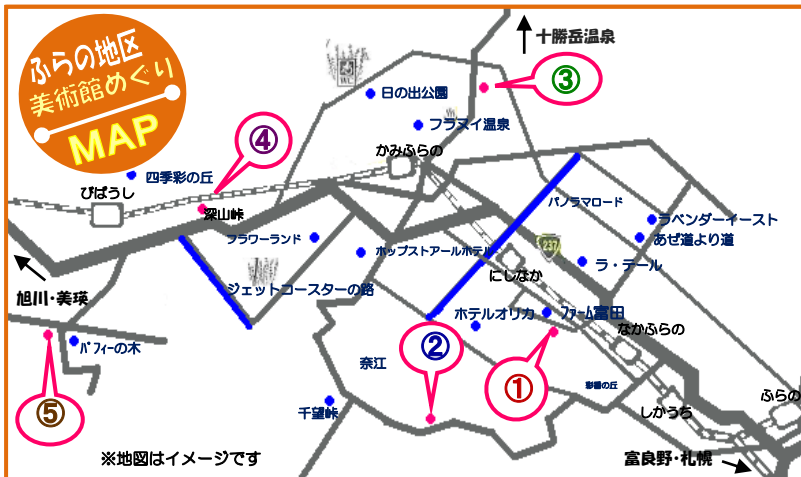 ふらの地区
美術館めぐり
MAP
十勝岳温泉
③
日の出公園
WC
フラヌイ温泉
④
かみふらの
四季彩の丘
びばうし
深山峠
パノラマロード
ラベンダーイースト
あぜ道より道
フラワーランド
ホップストアールホテル
237
にしなか
ラ・テール
旭川・美瑛
ジェットコースターの路
ホテルオリカ
ファーム富田
なかふらの
パフィーの木
②
奈江
①
彩香の丘
ふらの
⑤
千望峠
しかうち
※地図はイメージです
富良野・札幌